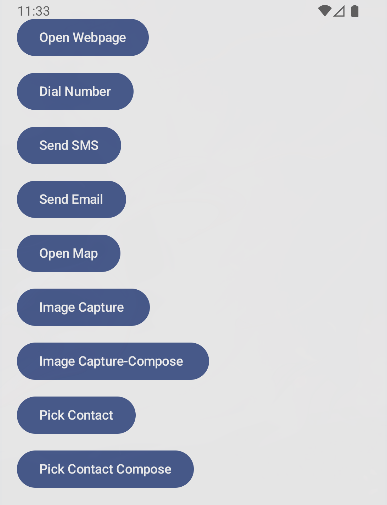 11:33
Open Webpage
Dial Number
Send SMS
Send Email
Open Map
Image Capture
Image Capture-Compose
Pick Contact
Pick Contact Compose